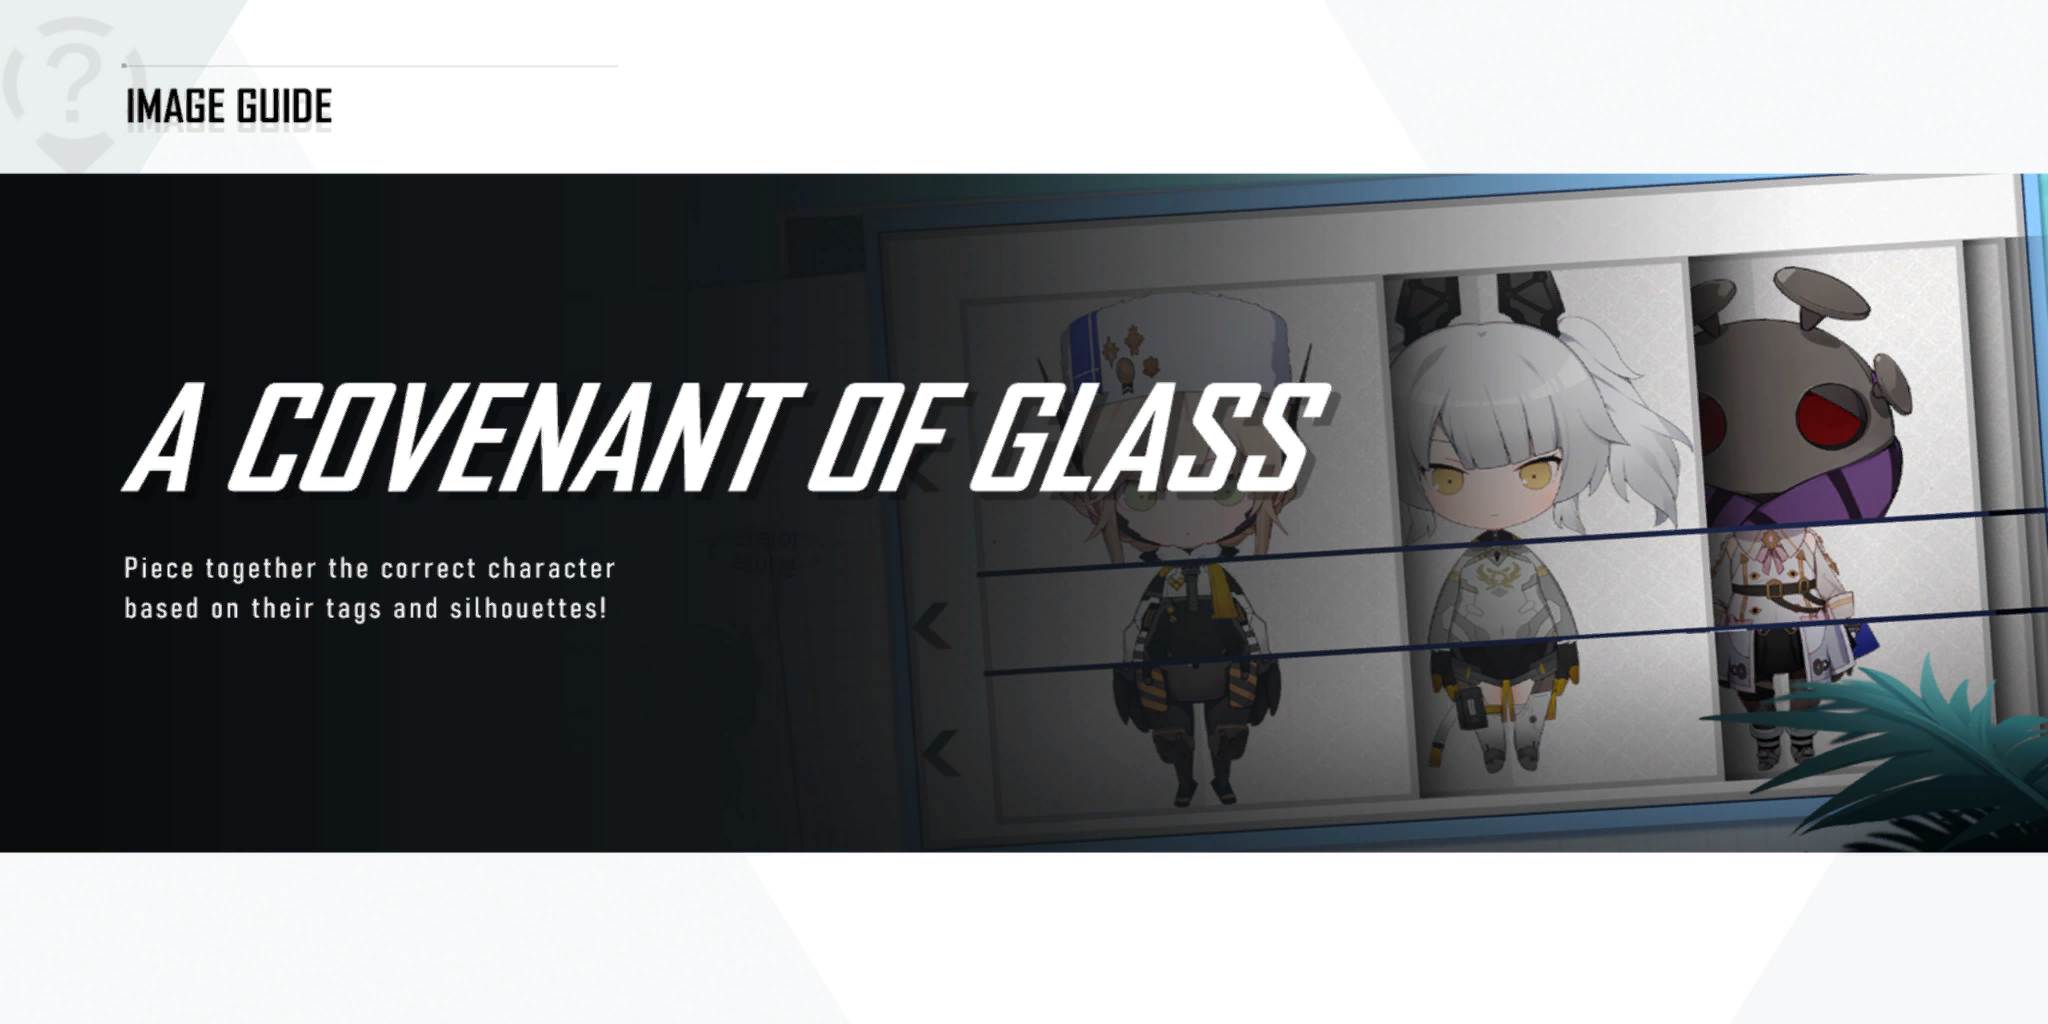 IMAGE GUIDE
A COVENANT OF GLASS
Piece together the correct character
based on their tags and silhouettes!